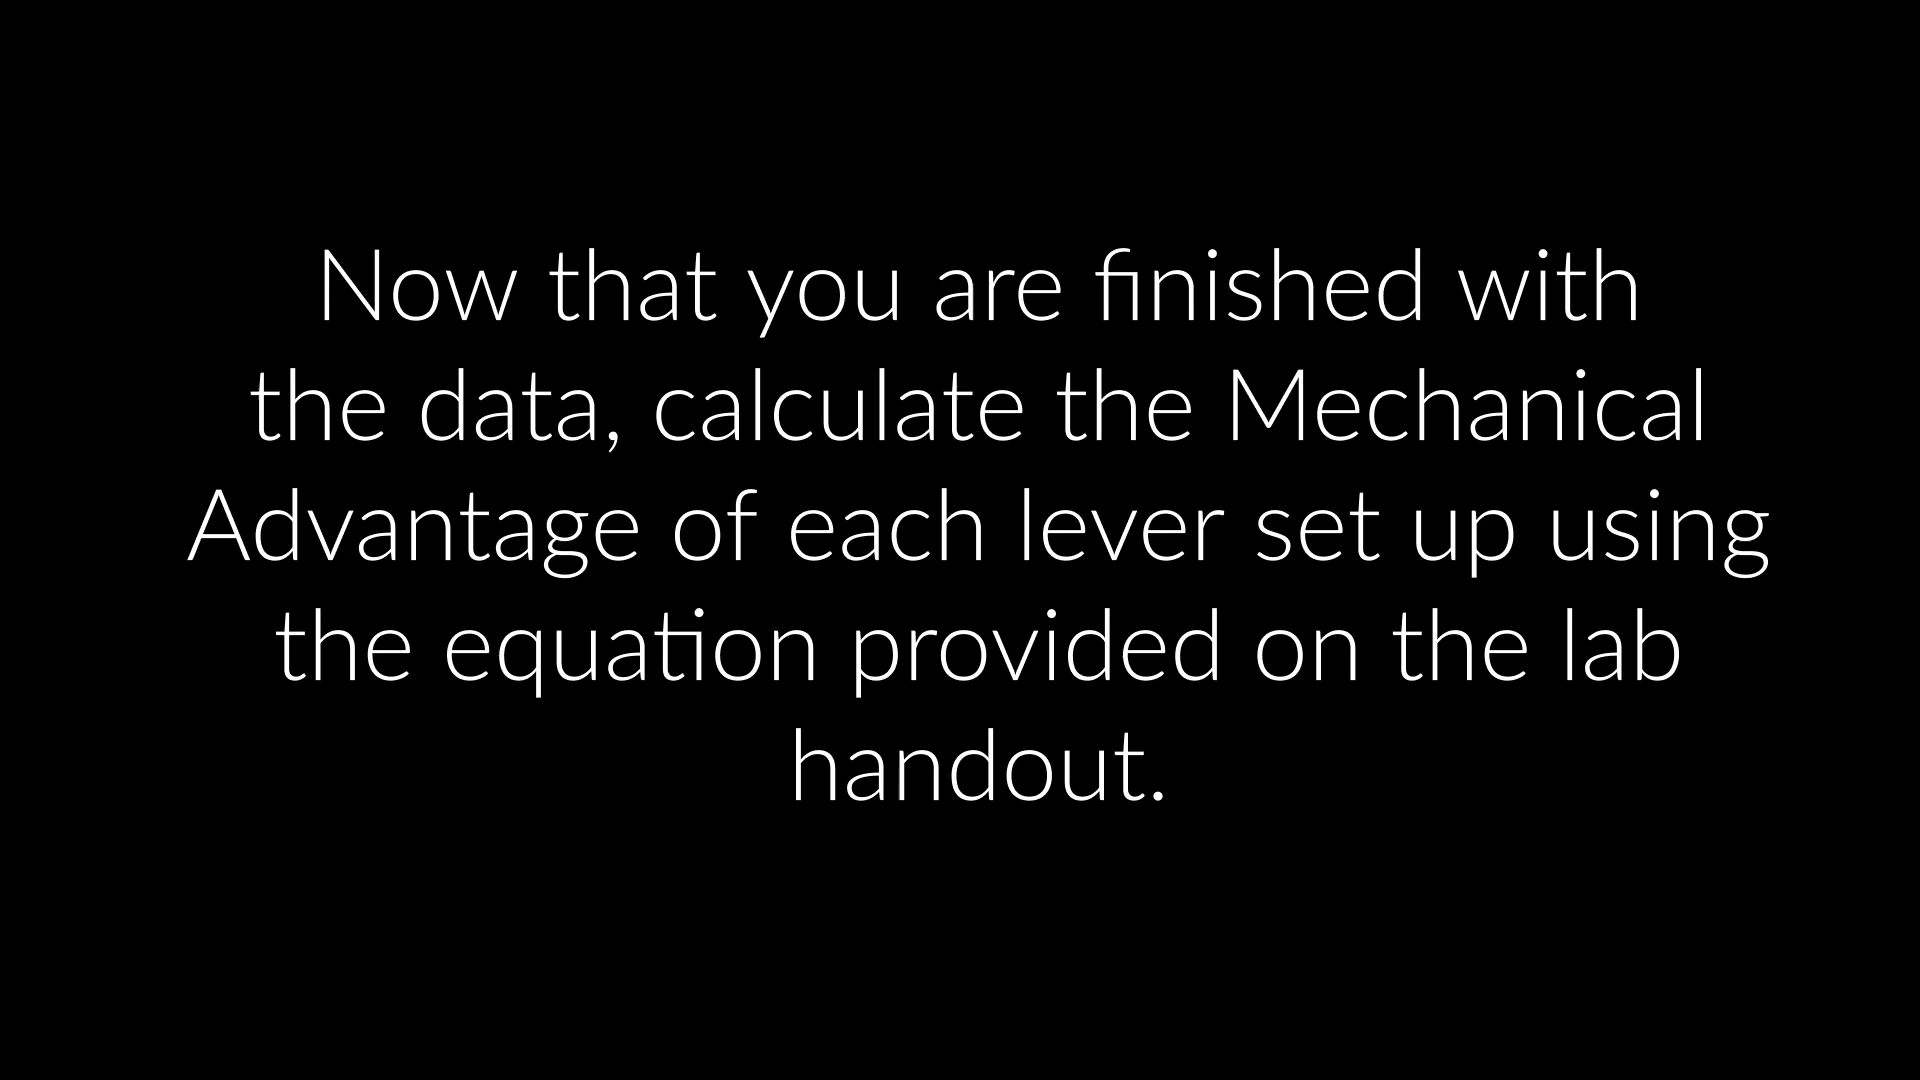 Now that you are finished with
the data, calculate the Mechanical
Advantage of each lever set up using
the equation provided on the lab
handout.